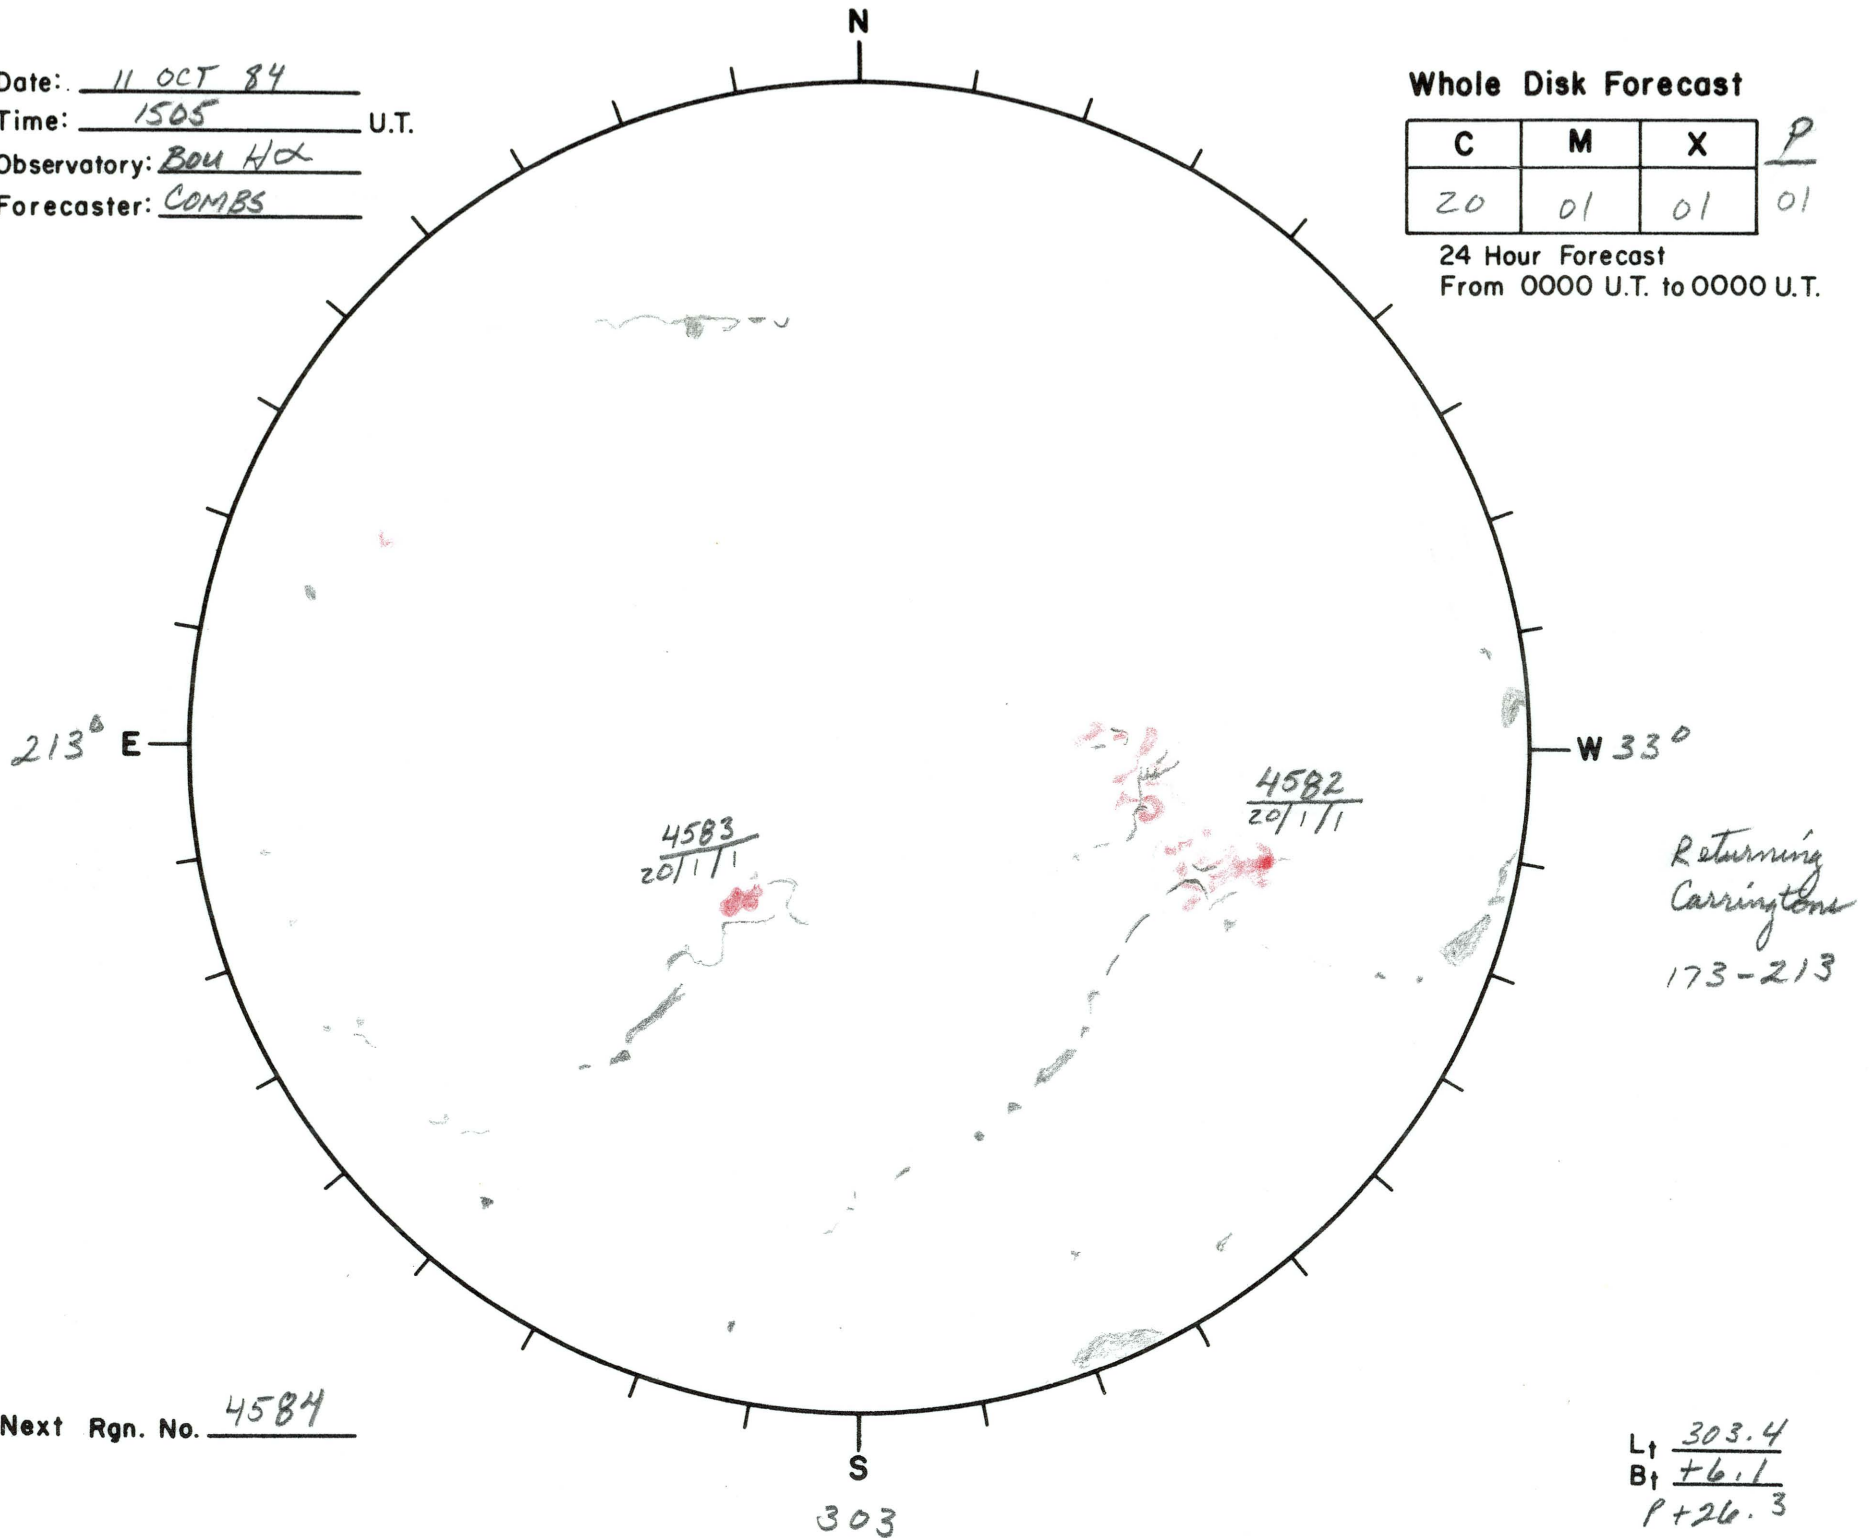 N
Date: 11 OCT 84
Time: 1505 U.T.
Observatory: BOU Hα
Forecaster: COMBS
Whole Disk Forecast
C M X P
20 01 01 01
24 Hour Forecast
From 0000 U.T. to 0000 U.T.
213° E
W 33°
4582
20/1/1
4583
20/1/1
Returning
Carringtons
173-213
Next Rgn. No. 4584
S
303
Lt 303.4
Bt +6.1
P+26.3